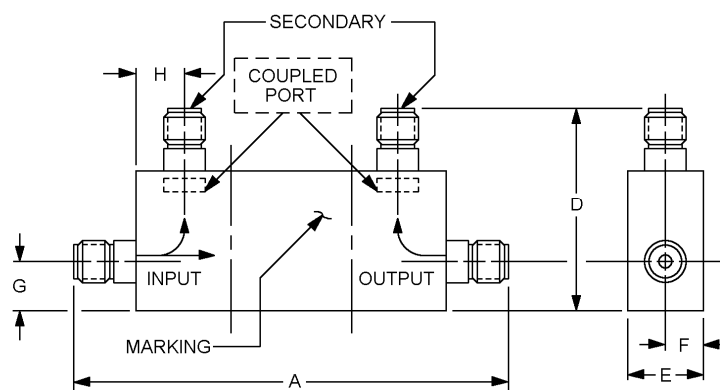 SECONDARY
H
COUPLED
PORT
D
INPUT
OUTPUT
G
MARKING
F
A
E